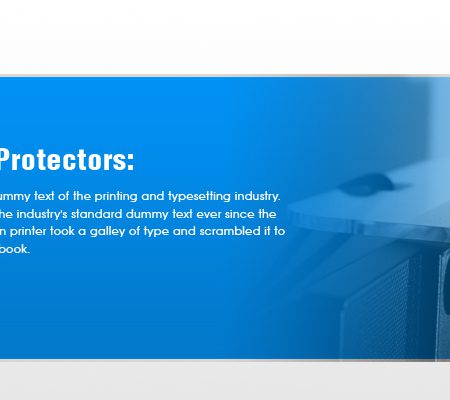 Protectors:
ummy text of the printing and typesetting industry.
he industry's standard dummy text ever since the
n printer took a galley of type and scrambled it to
book.